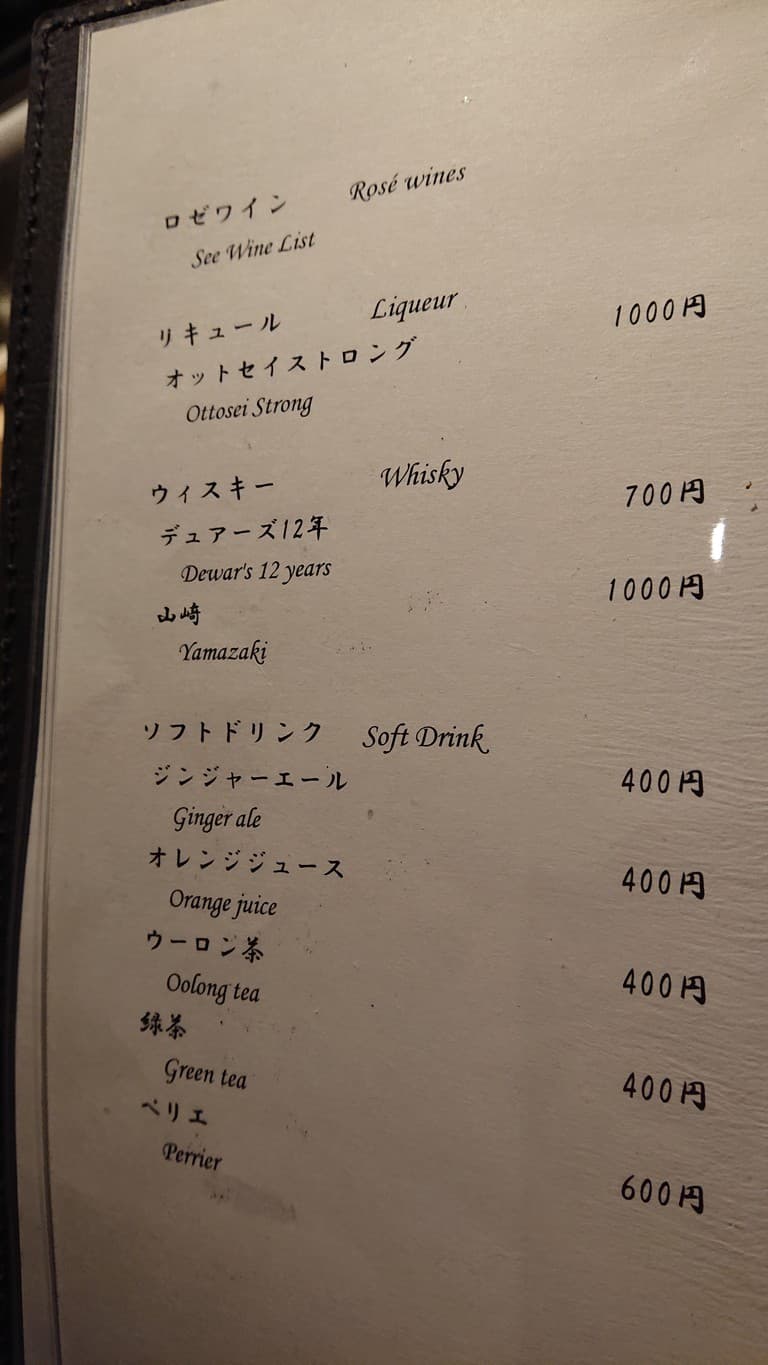 ロゼワイン Rosé wines
See Wine List
リキュール Liqueur
オットセイストロング 1000円
Ottosei Strong
ウィスキー Whisky
デュアーズ12年 700円
Dewar's 12 years
山崎 1000円
Yamazaki
ソフトドリンク Soft Drink
ジンジャーエール 400円
Ginger ale
オレンジジュース 400円
Orange juice
ウーロン茶 400円
Oolong tea
緑茶 400円
Green tea
ペリエ 600円
Perrier